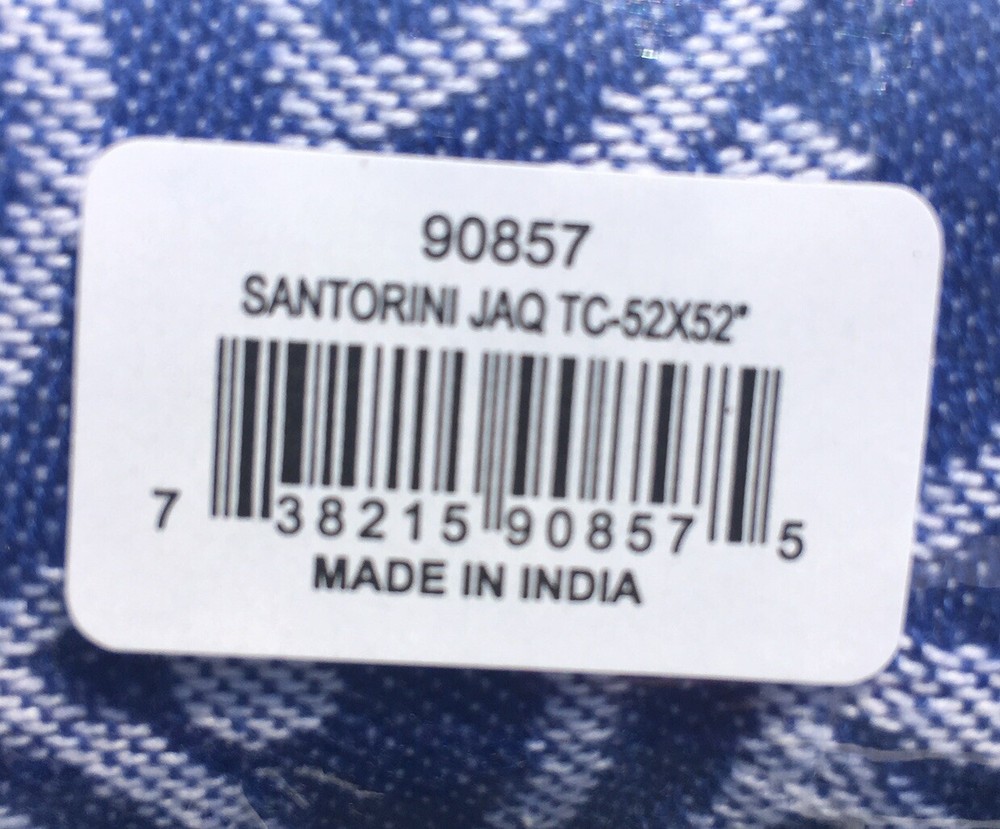 90857
SANTORINI JAQ TC-52X52"
7 38215 90857 5
MADE IN INDIA